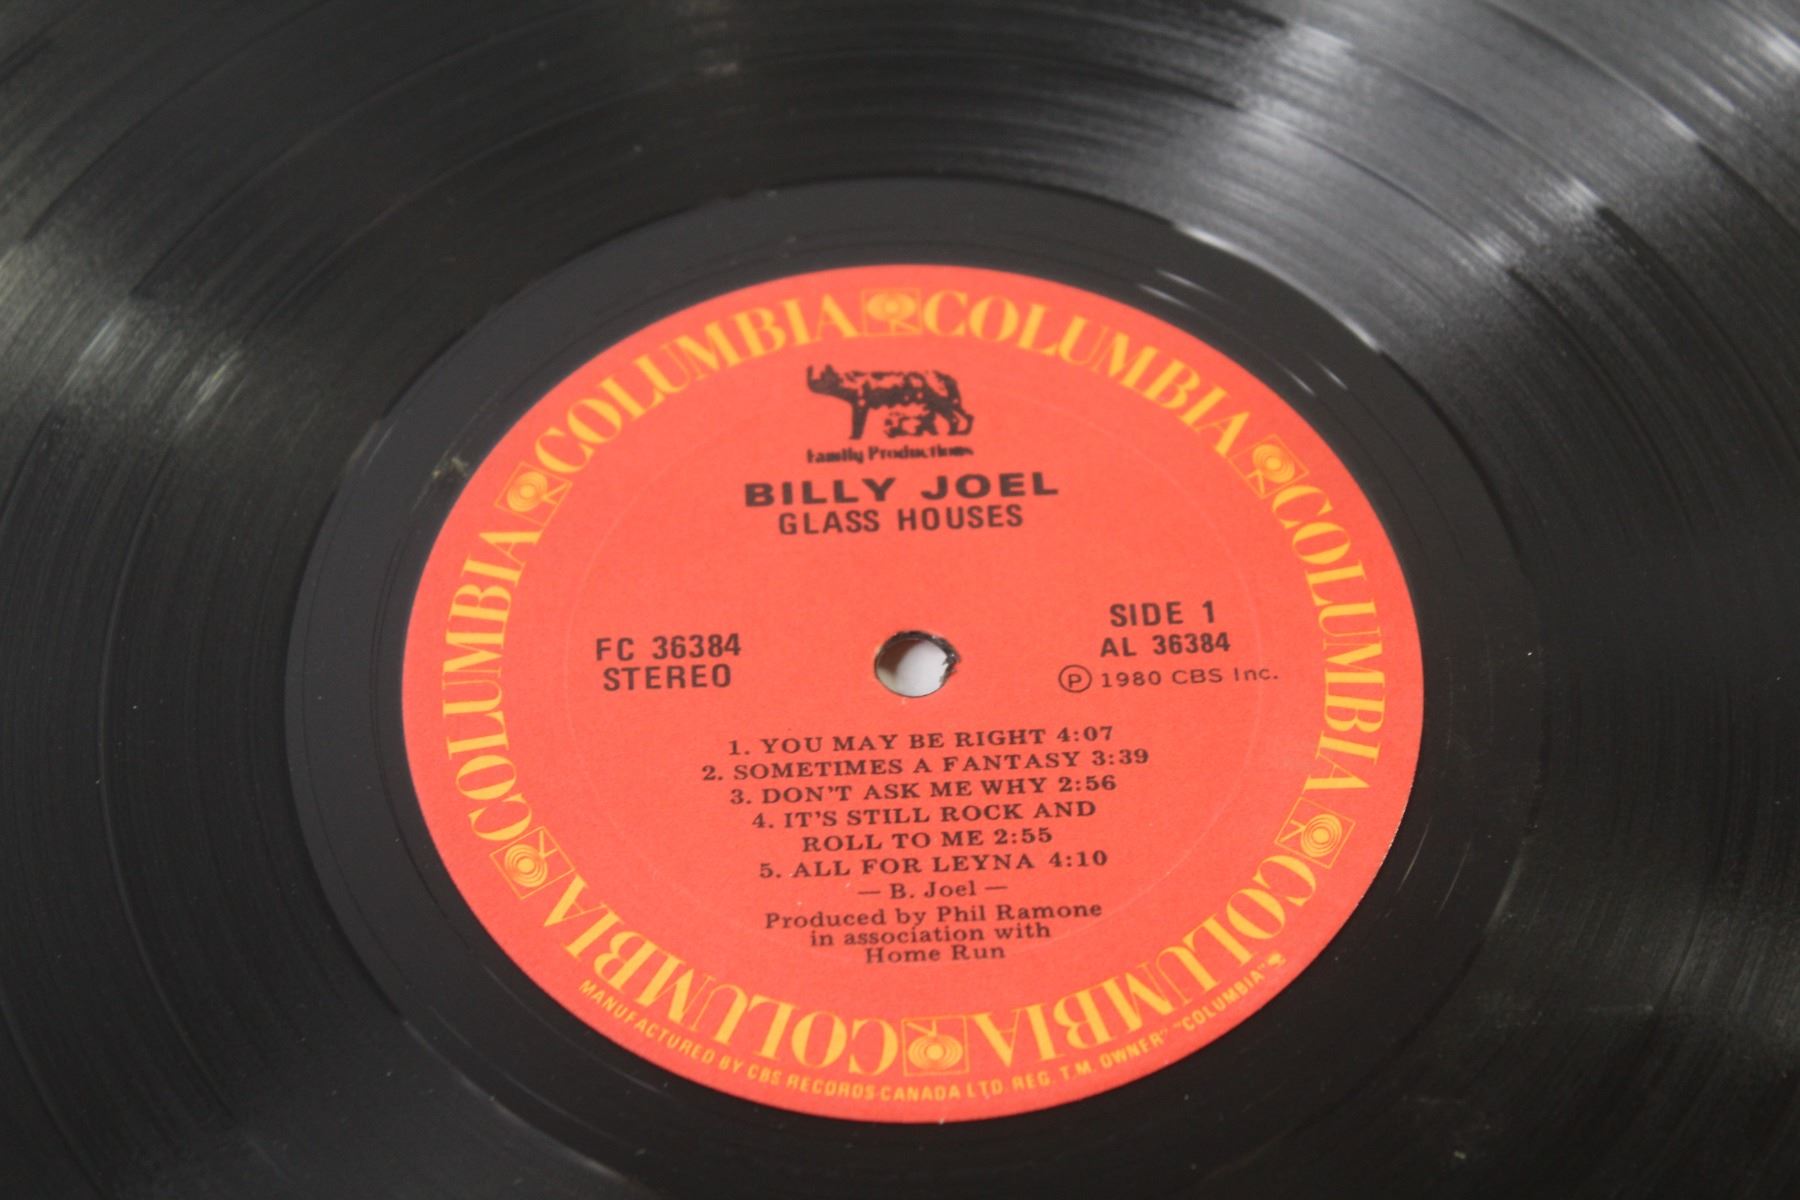 COLUMBIA COLUMBIA COLUMBIA COLUMBIA COLUMBIA COLUMBIA
Family Productions
BILLY JOEL
GLASS HOUSES
SIDE 1
FC 36384
AL 36384
STEREO
Ⓟ 1980 CBS Inc.
1. YOU MAY BE RIGHT 4:07
2. SOMETIMES A FANTASY 3:39
3. DON'T ASK ME WHY 2:56
4. IT'S STILL ROCK AND
ROLL TO ME 2:55
5. ALL FOR LEYNA 4:10
— B. Joel —
Produced by Phil Ramone
in association with
Home Run
MANUFACTURED BY CBS RECORDS-CANADA LTD. REG. T.M. OWNER" "COLUMBIA"